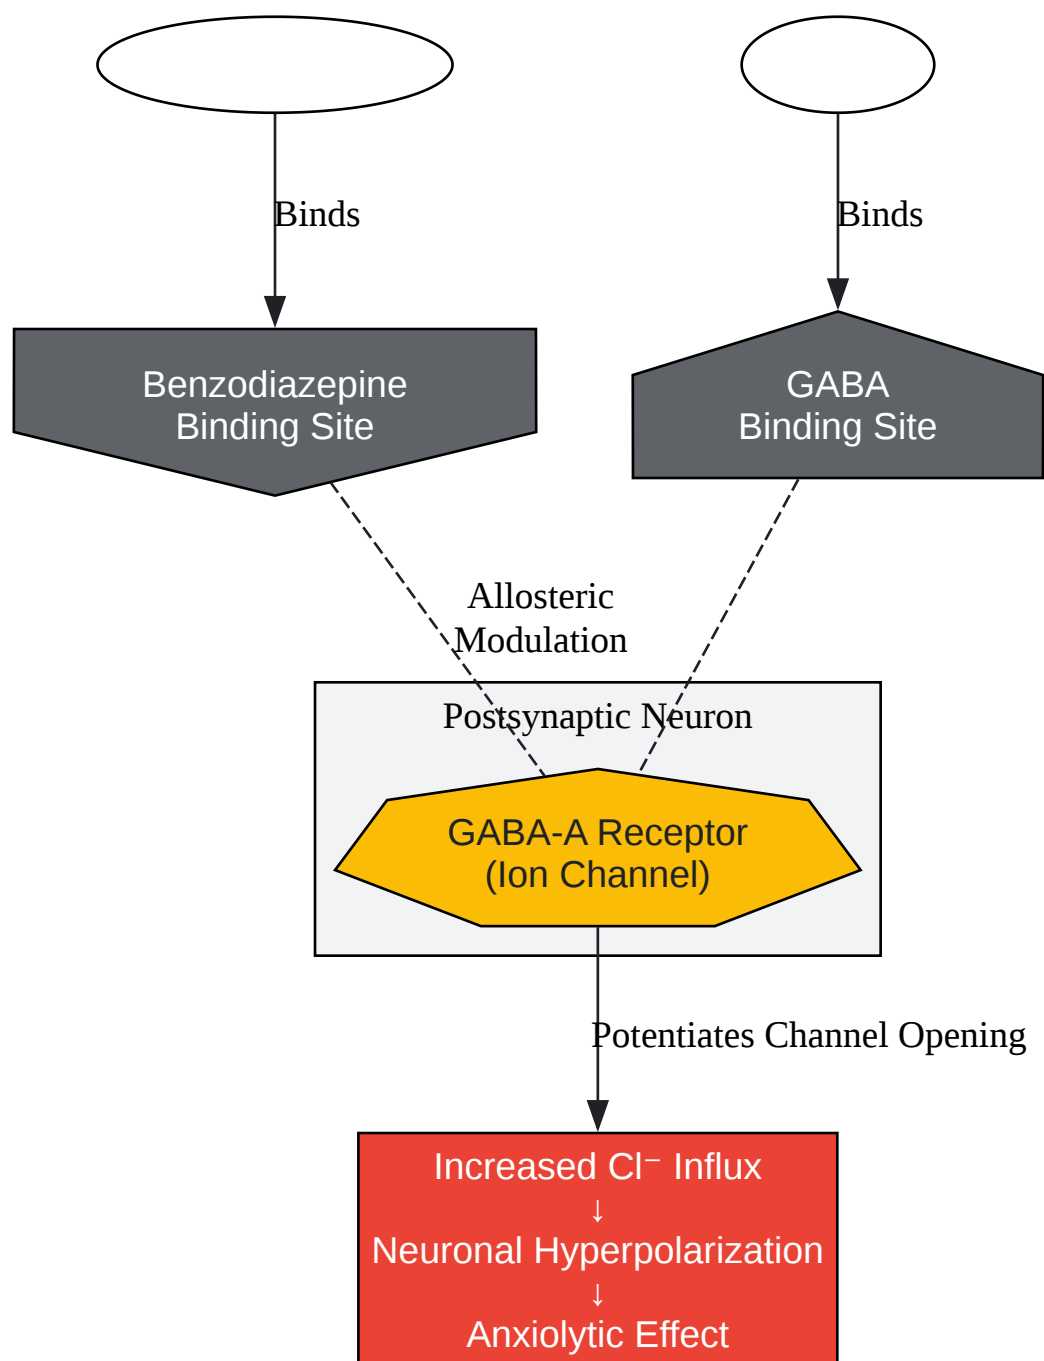 Binds
Binds
Benzodiazepine
Binding Site
GABA
Binding Site
Allosteric
Modulation
Postsynaptic Neuron
GABA-A Receptor
(Ion Channel)
Potentiates Channel Opening
Increased Cl⁻ Influx
↓
Neuronal Hyperpolarization
↓
Anxiolytic Effect